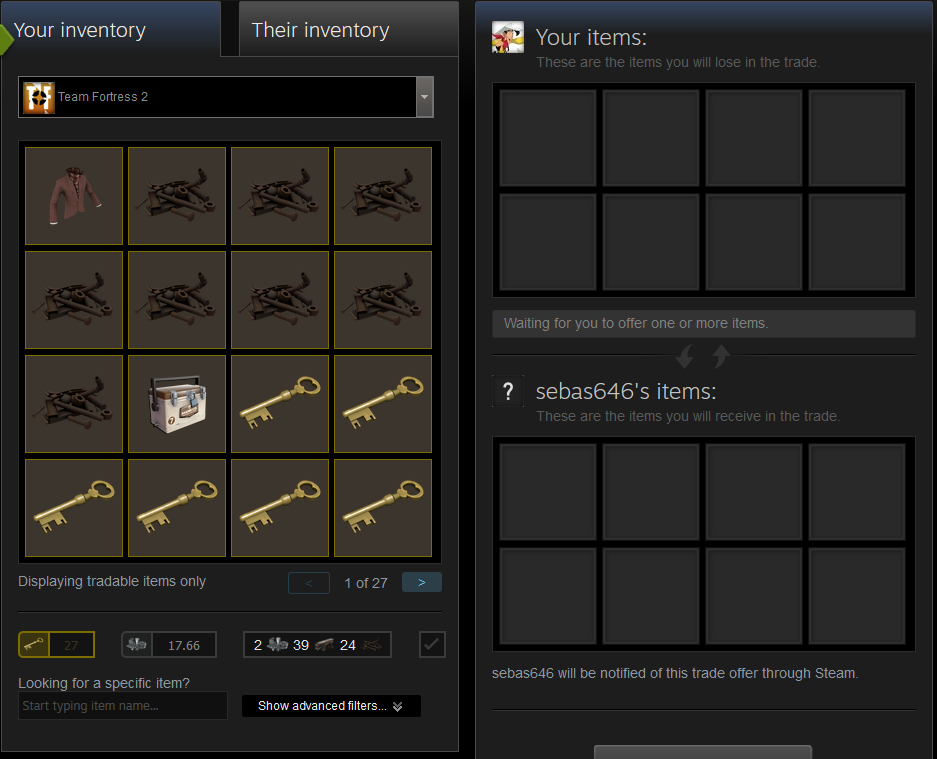 Your inventory
Their inventory
Team Fortress 2
Displaying tradable items only
< 1 of 27 >
27
17.66
2 39 24
Looking for a specific item?
Start typing item name...
Show advanced filters...
Your items:
These are the items you will lose in the trade.
Waiting for you to offer one or more items.
?
sebas646's items:
These are the items you will receive in the trade.
sebas646 will be notified of this trade offer through Steam.